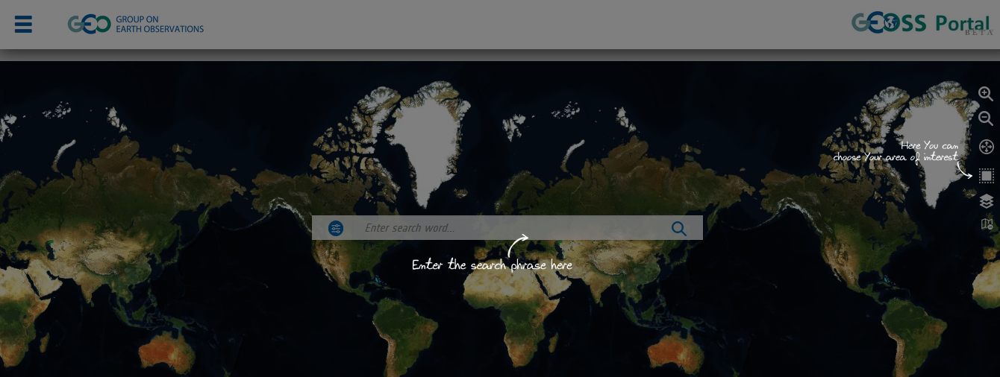 GEO GROUP ON
EARTH OBSERVATIONS
GEOSS Portal
BETA
Here You can
choose Your area of interest
Enter search word...
Enter the search phrase here